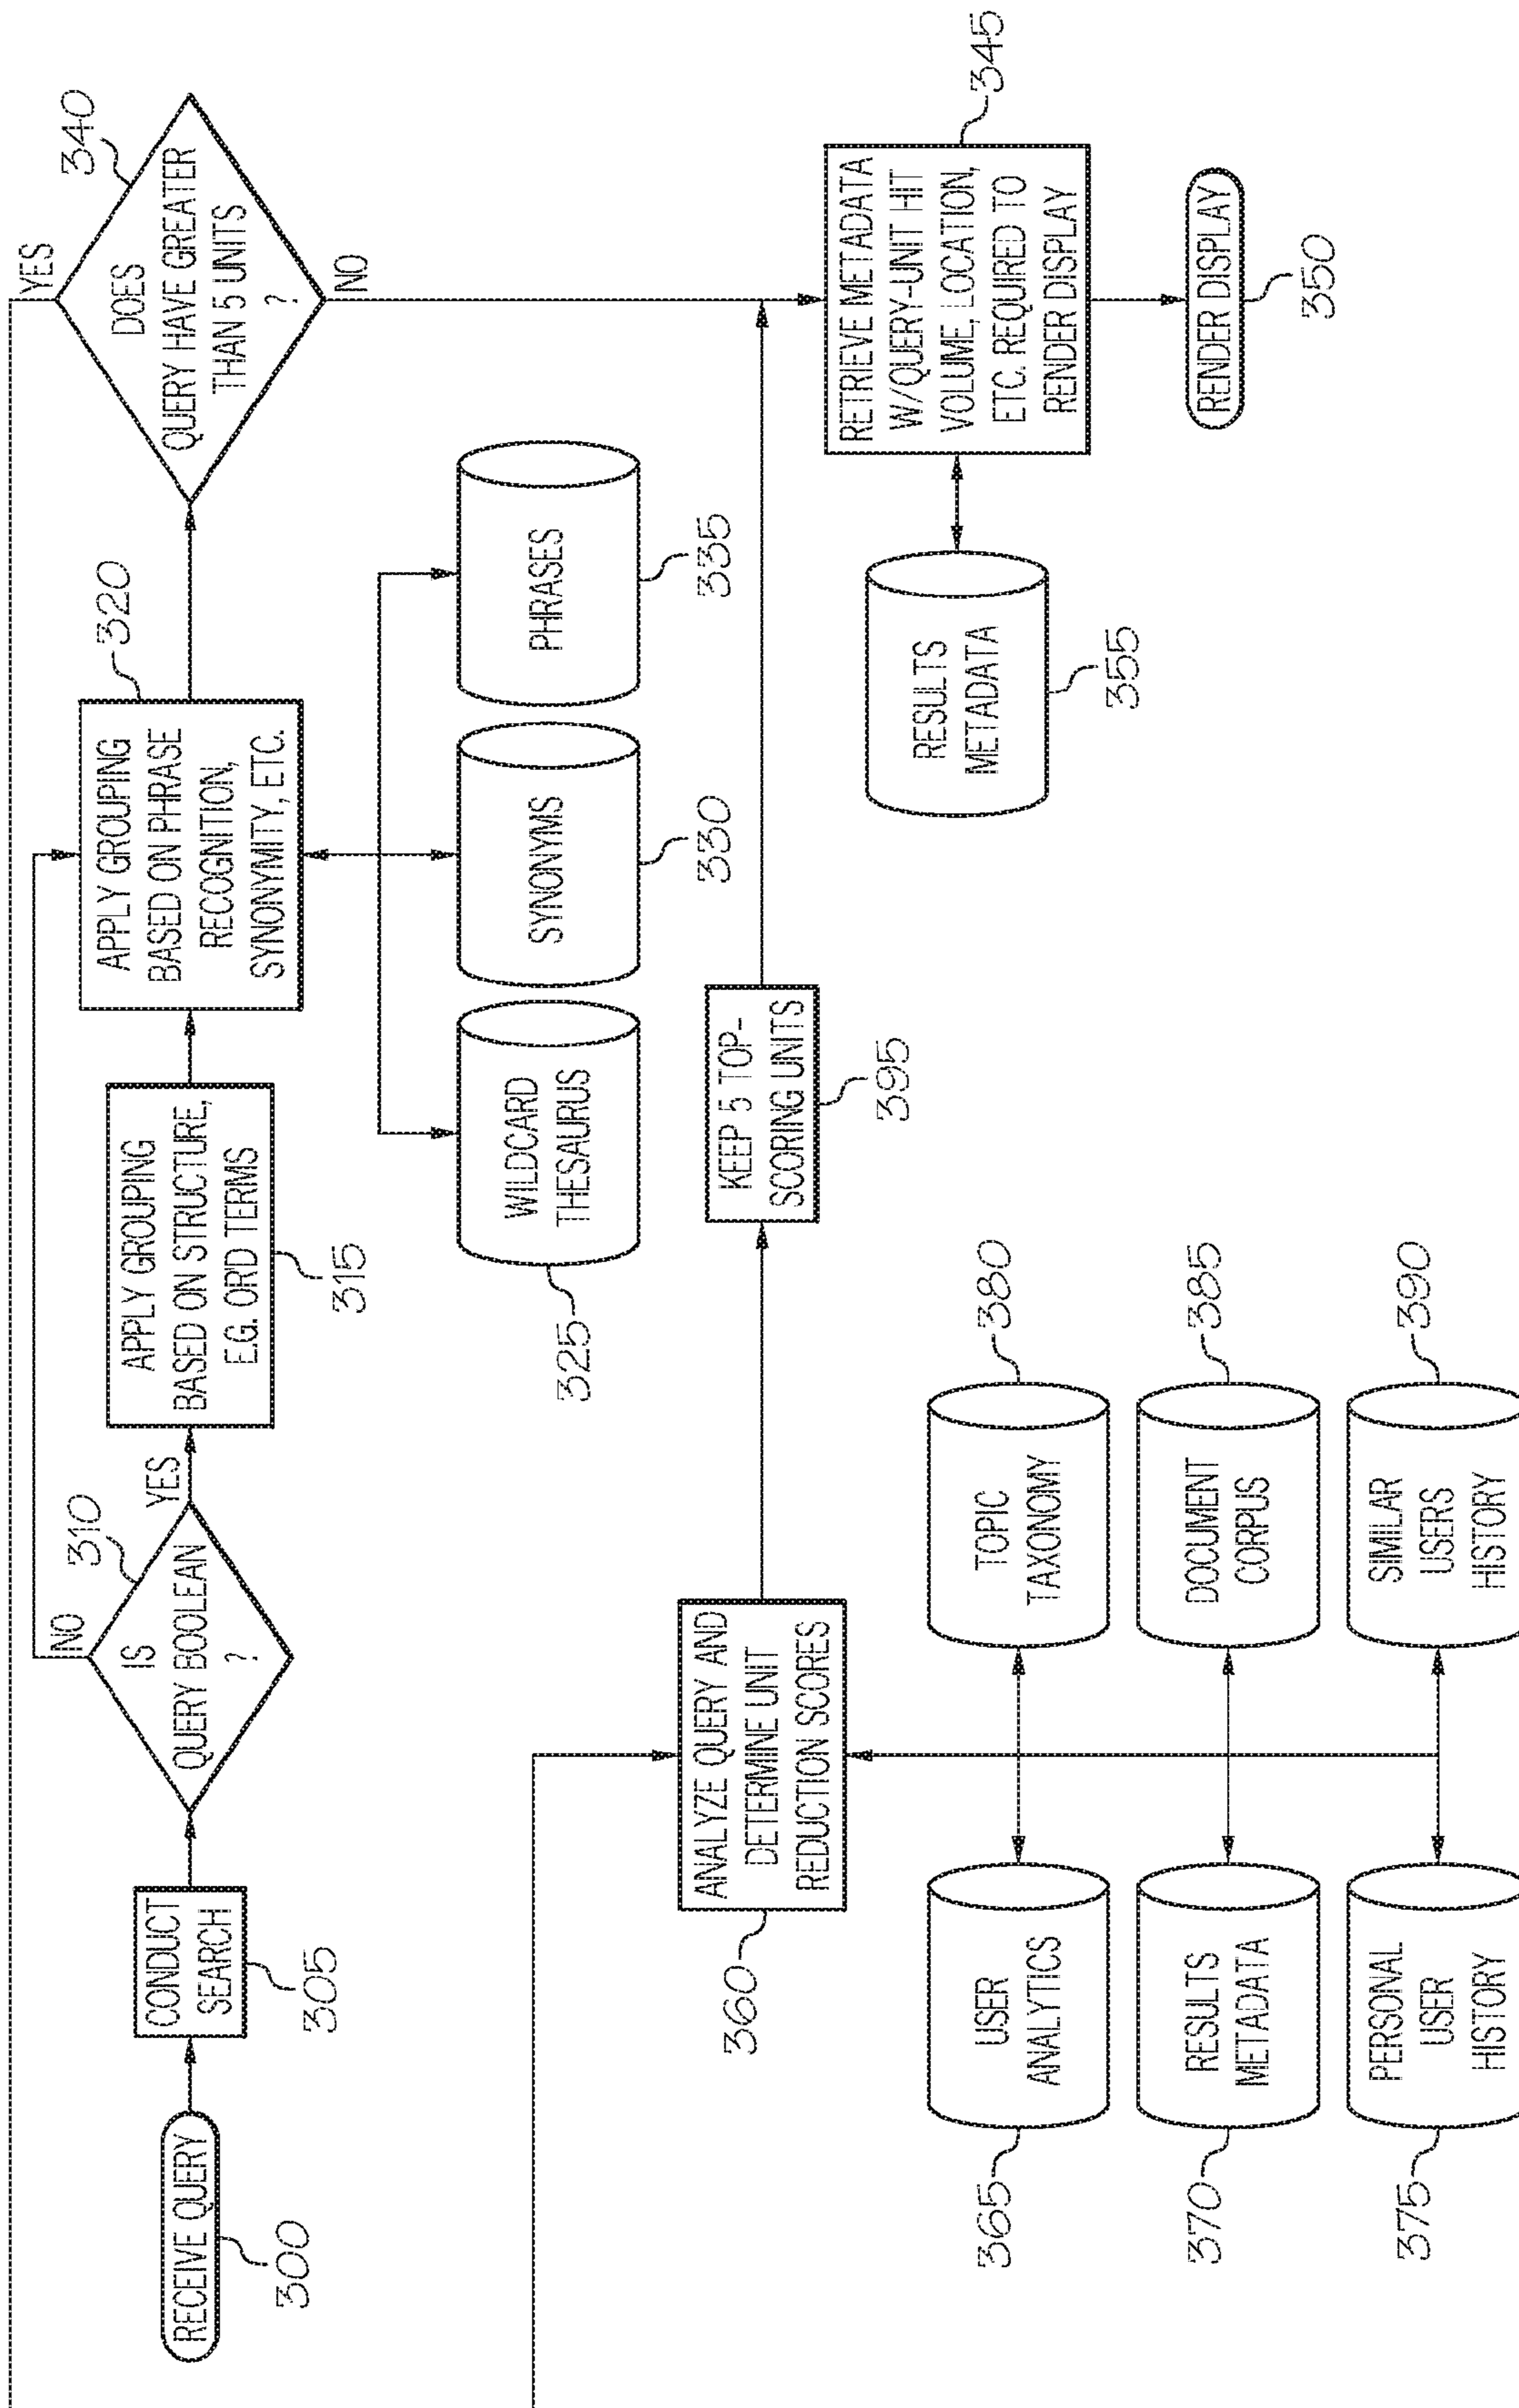 RECEIVE QUERY
300
CONDUCT
SEARCH
305
IS
QUERY BOOLEAN
?
310
NO
YES
APPLY GROUPING
BASED ON STRUCTURE,
E.G. OR'D TERMS
315
APPLY GROUPING
BASED ON PHRASE
RECOGNITION,
SYNONYMITY, ETC.
320
DOES
QUERY HAVE GREATER
THAN 5 UNITS
?
340
YES
NO
WILDCARD
THESAURUS
325
SYNONYMS
330
PHRASES
335
ANALYZE QUERY AND
DETERMINE UNIT
REDUCTION SCORES
360
KEEP 5 TOP-
SCORING UNITS
395
RETRIEVE METADATA
W/QUERY-UNIT HIT
VOLUME, LOCATION,
ETC. REQUIRED TO
RENDER DISPLAY
345
RESULTS
METADATA
355
RENDER DISPLAY
350
USER
ANALYTICS
365
TOPIC
TAXONOMY
380
RESULTS
METADATA
370
DOCUMENT
CORPUS
385
PERSONAL
USER
HISTORY
375
SIMILAR
USERS
HISTORY
390